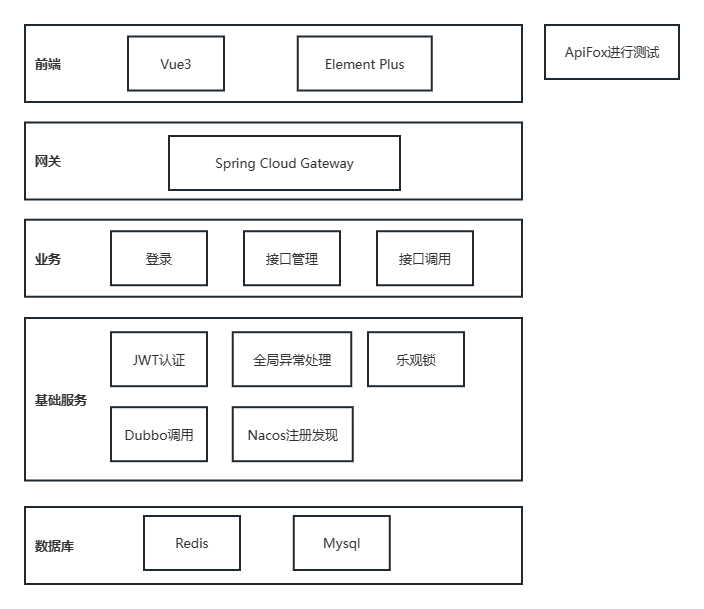 前端
Vue3
Element Plus
ApiFox进行测试
网关
Spring Cloud Gateway
业务
登录
接口管理
接口调用
基础服务
JWT认证
全局异常处理
乐观锁
Dubbo调用
Nacos注册发现
数据库
Redis
Mysql